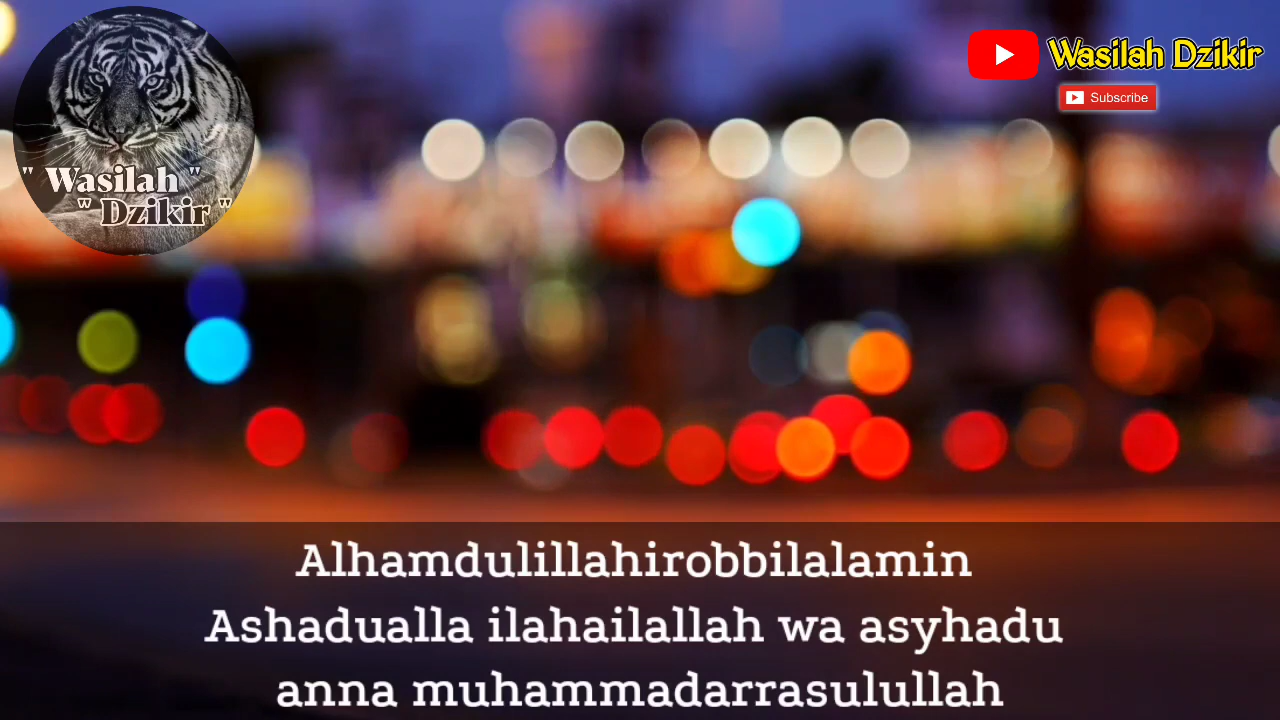 " Wasilah "
" Dzikir "
Wasilah Dzikir
Subscribe
Alhamdulillahirobbilalamin
Ashadualla ilahailallah wa asyhadu
anna muhammadarrasulullah